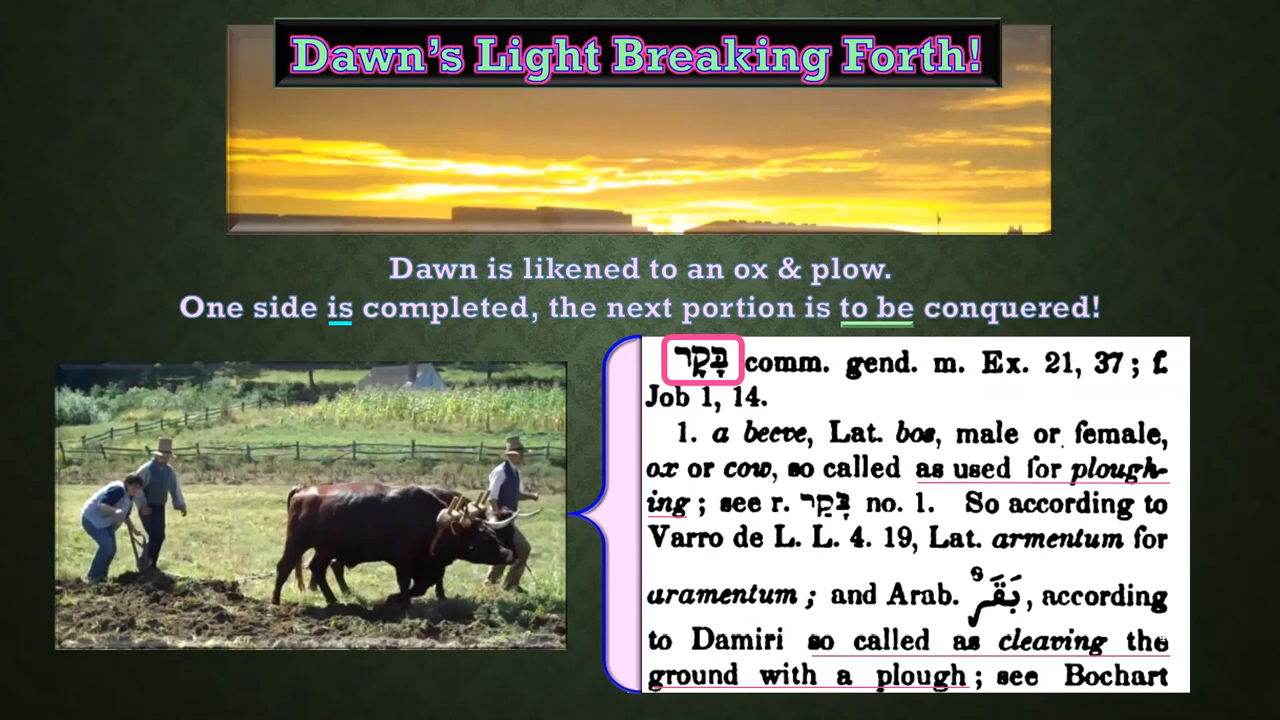 Dawn's Light Breaking Forth!
Dawn is likened to an ox & plow.
One side is completed, the next portion is to be conquered!
בָּקָר comm. gend. m. Ex. 21, 37; f.
Job 1, 14.
1. a beeve, Lat. bos, male or female,
ox or cow, so called as used for plough-
ing; see r. בָּקַר no. 1. So according to
Varro de L. L. 4. 19, Lat. armentum for
aramentum; and Arab. بَقَر, according
to Damiri so called as cleaving the
ground with a plough; see Bochart